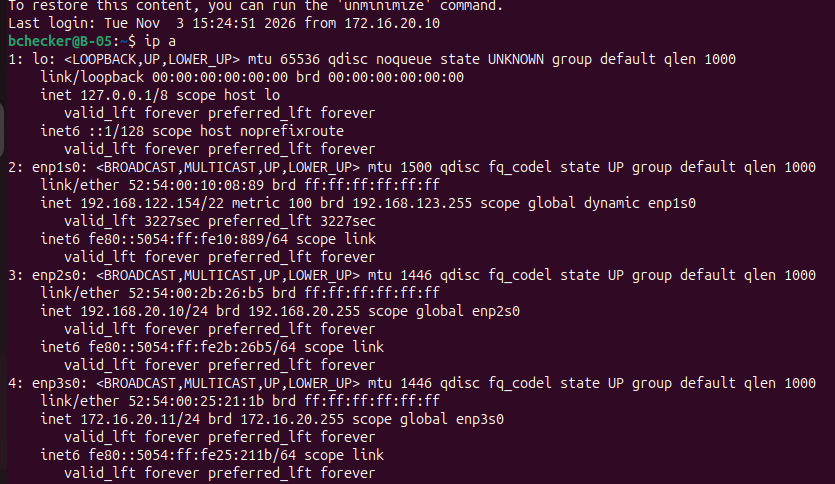 To restore this content, you can run the 'unminimize' command.
Last login: Tue Nov  3 15:24:51 2026 from 172.16.20.10
bchecker@B-05:~$ ip a
1: lo: <LOOPBACK,UP,LOWER_UP> mtu 65536 qdisc noqueue state UNKNOWN group default qlen 1000
    link/loopback 00:00:00:00:00:00 brd 00:00:00:00:00:00
    inet 127.0.0.1/8 scope host lo
       valid_lft forever preferred_lft forever
    inet6 ::1/128 scope host noprefixroute
       valid_lft forever preferred_lft forever
2: enp1s0: <BROADCAST,MULTICAST,UP,LOWER_UP> mtu 1500 qdisc fq_codel state UP group default qlen 1000
    link/ether 52:54:00:10:08:89 brd ff:ff:ff:ff:ff:ff
    inet 192.168.122.154/22 metric 100 brd 192.168.123.255 scope global dynamic enp1s0
       valid_lft 3227sec preferred_lft 3227sec
    inet6 fe80::5054:ff:fe10:889/64 scope link
       valid_lft forever preferred_lft forever
3: enp2s0: <BROADCAST,MULTICAST,UP,LOWER_UP> mtu 1446 qdisc fq_codel state UP group default qlen 1000
    link/ether 52:54:00:2b:26:b5 brd ff:ff:ff:ff:ff:ff
    inet 192.168.20.10/24 brd 192.168.20.255 scope global enp2s0
       valid_lft forever preferred_lft forever
    inet6 fe80::5054:ff:fe2b:26b5/64 scope link
       valid_lft forever preferred_lft forever
4: enp3s0: <BROADCAST,MULTICAST,UP,LOWER_UP> mtu 1446 qdisc fq_codel state UP group default qlen 1000
    link/ether 52:54:00:25:21:1b brd ff:ff:ff:ff:ff:ff
    inet 172.16.20.11/24 brd 172.16.20.255 scope global enp3s0
       valid_lft forever preferred_lft forever
    inet6 fe80::5054:ff:fe25:211b/64 scope link
       valid_lft forever preferred_lft forever